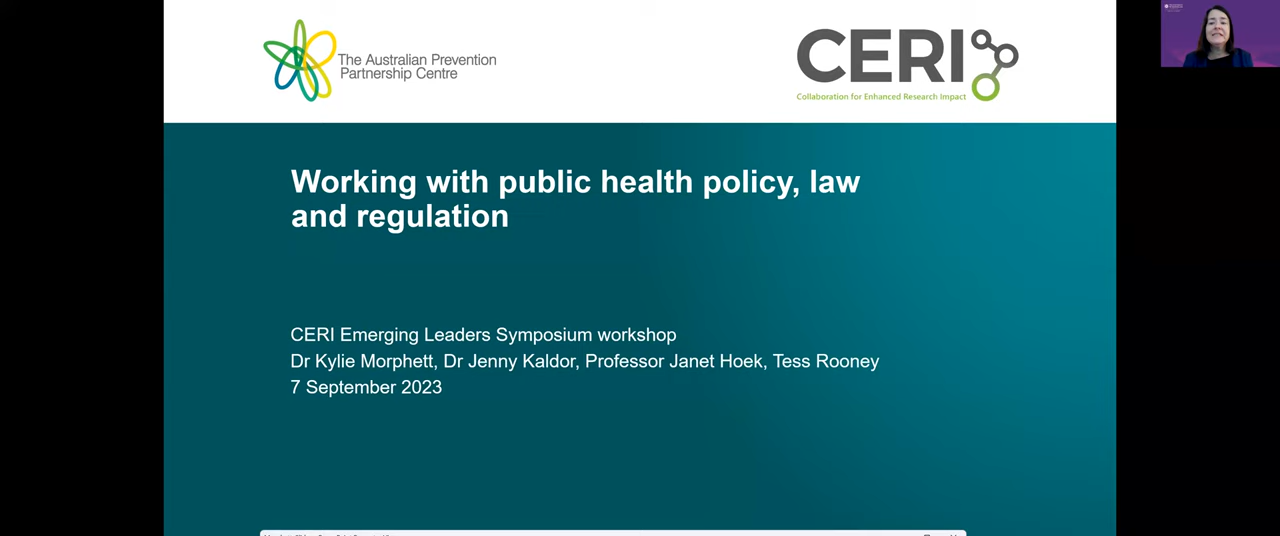 The Australian Prevention
Partnership Centre
CERI
Collaboration for Enhanced Research Impact
Working with public health policy, law
and regulation
CERI Emerging Leaders Symposium workshop
Dr Kylie Morphett, Dr Jenny Kaldor, Professor Janet Hoek, Tess Rooney
7 September 2023